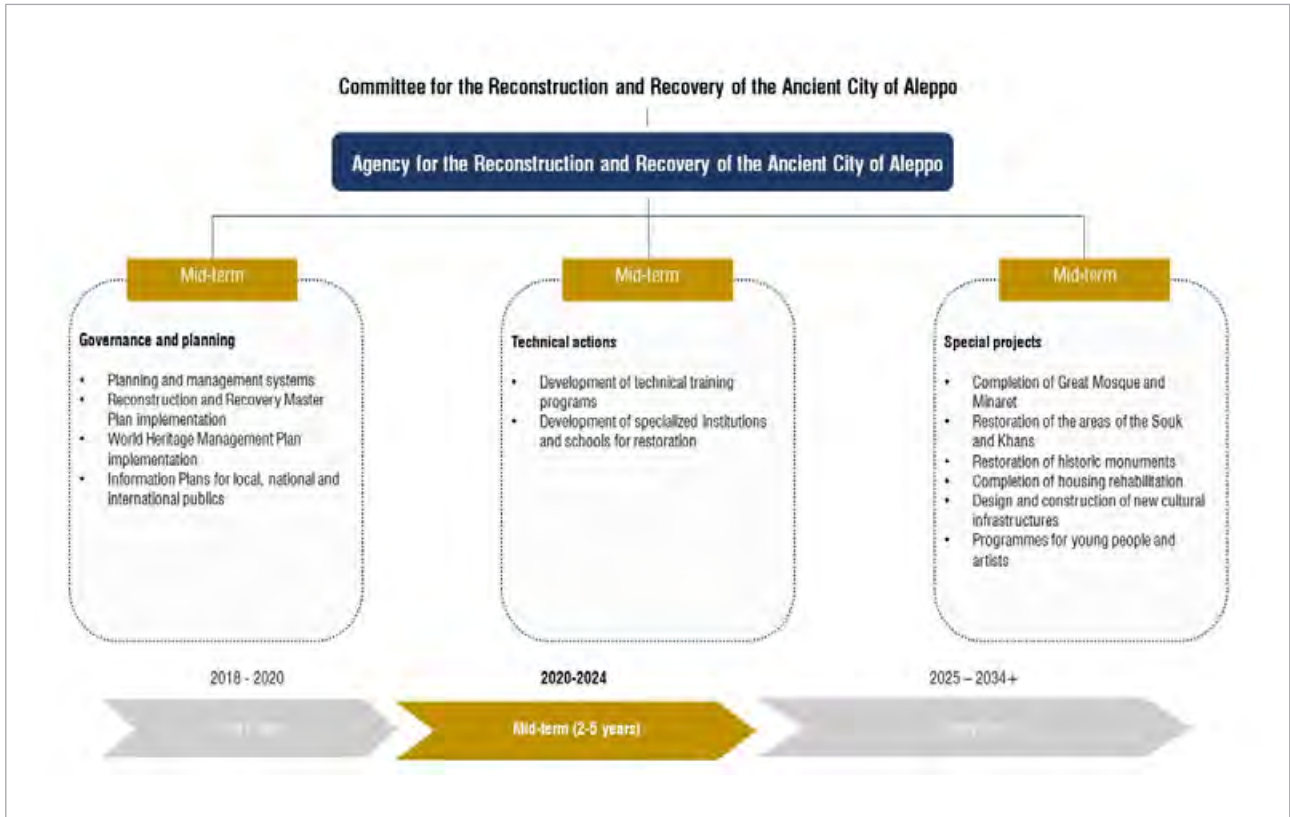 Committee for the Reconstruction and Recovery of the Ancient City of Aleppo
Agency for the Reconstruction and Recovery of the Ancient City of Aleppo
Mid-term
Governance and planning
• Planning and management systems
• Reconstruction and Recovery Master
Plan implementation
• World Heritage Management Plan
implementation
• Information Plans for local, national and
international publics
Mid-term
Technical actions
• Development of technical training
programs
• Development of specialized institutions
and schools for restoration
Mid-term
Special projects
• Completion of Great Mosque and
Minaret
• Restoration of the areas of the Souk
and Khans
• Restoration of historic monuments
• Completion of housing rehabilitation
• Design and construction of new cultural
infrastructures
• Programmes for young people and
artists
2018 - 2020
2020-2024
2025 – 2034+
Mid-term (2-5 years)